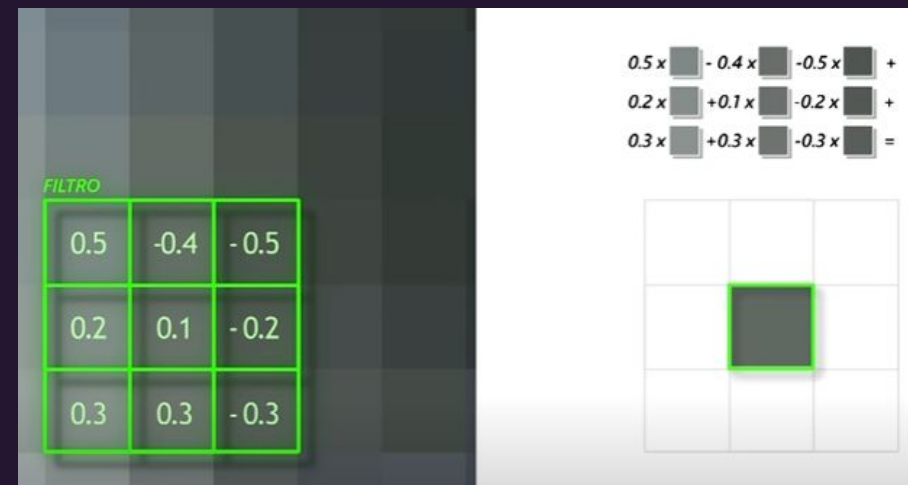 FILTRO
0.5 -0.4 - 0.5
0.2 0.1 - 0.2
0.3 0.3 - 0.3
0.5 x - 0.4 x -0.5 x +
0.2 x +0.1 x -0.2 x +
0.3 x +0.3 x -0.3 x =